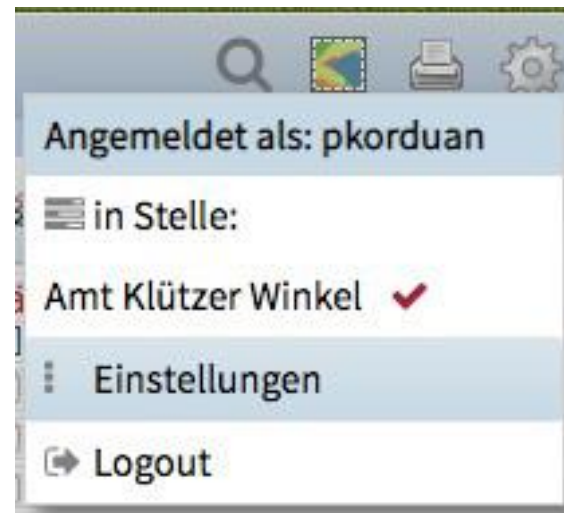 Angemeldet als: pkorduan
in Stelle:
Amt Klützer Winkel
Einstellungen
Logout